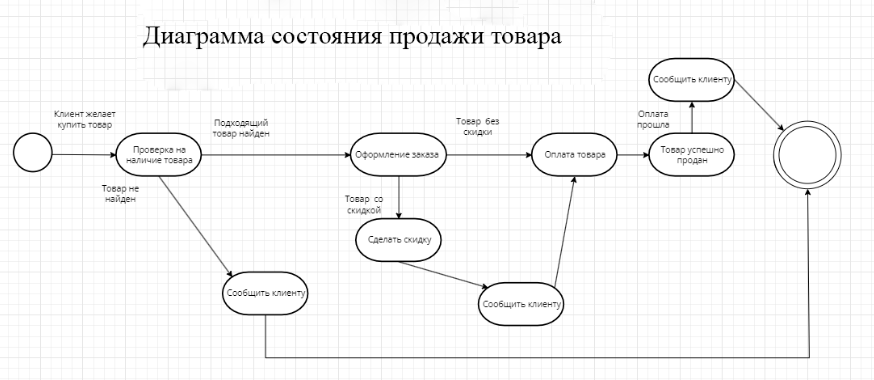 Диаграмма состояния продажи товара
Сообщить клиенту
Клиент желает
купить товар
Подходящий
товар найден
Товар без
скидки
Оплата
прошла
Проверка на
наличие товара
Оформление заказа
Оплата товара
Товар успешно
продан
Товар не
найден
Товар со
скидкой
Сделать скидку
Сообщить клиенту
Сообщить клиенту